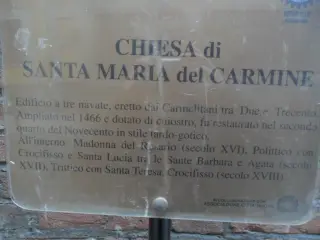 CHIESA di
SANTA MARIA del CARMINE
Edificio a tre navate, eretto dai Carmelitani tra Due - Trecento.
Ampliato nel 1466 e dotato di convento, fu restaurato nel secondo
quarto del Novecento in stile tardo-gotico.
All'interno: Madonna del Rosario (secolo XVI). Polittico con
Crocifisso e Santa Lucia tra le Sante Barbara e Agata (secolo
XVII). Trittico con Santa Teresa. Crocifisso (secolo XVIII).